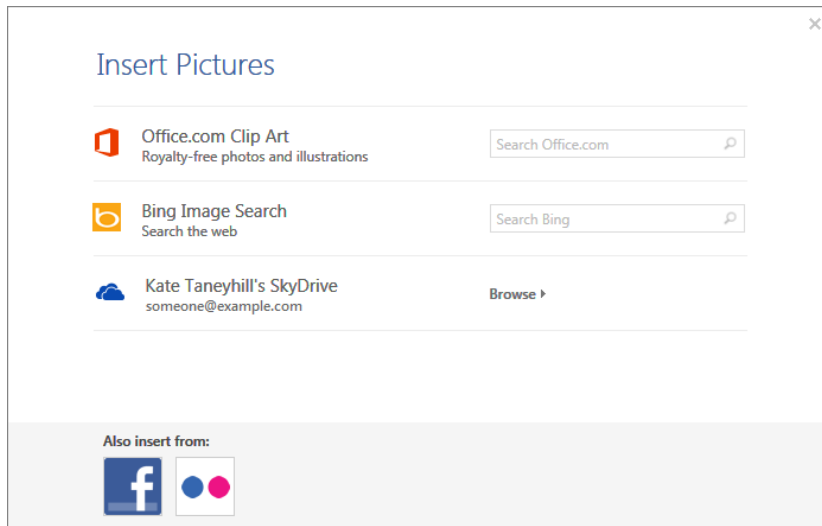 Insert Pictures
Office.com Clip Art
Royalty-free photos and illustrations
Search Office.com
Bing Image Search
Search the web
Search Bing
Kate Taneyhill's SkyDrive
someone@example.com
Browse
Also insert from:
f